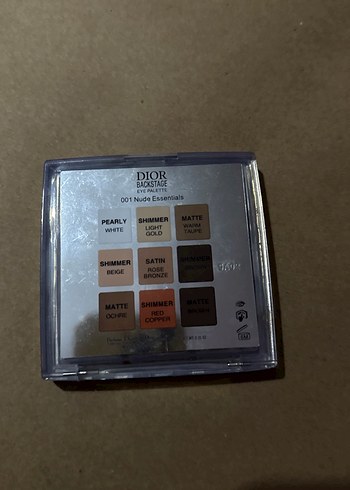 DIOR
BACKSTAGE
EYE PALETTE
001 Nude Essentials
PEARLY
WHITE
SHIMMER
LIGHT
GOLD
MATTE
WARM
TAUPE
SHIMMER
BEIGE
SATIN
ROSE
BRONZE
MATTE
OCHRE
SHIMMER
RED
COPPER
MATTE